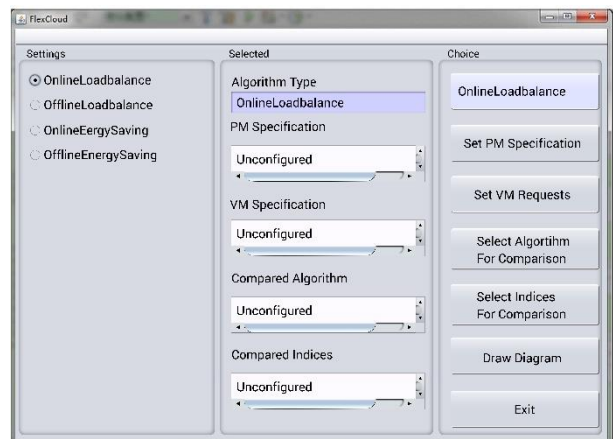 FlexCloud
Settings
OnlineLoadbalance
OfflineLoadbalance
OnlineEergySaving
OfflineEnergySaving
Selected
Algorithm Type
OnlineLoadbalance
PM Specification
Unconfigured
VM Specification
Unconfigured
Compared Algorithm
Unconfigured
Compared Indices
Unconfigured
Choice
OnlineLoadbalance
Set PM Specification
Set VM Requests
Select Algortihm
For Comparison
Select Indices
For Comparison
Draw Diagram
Exit